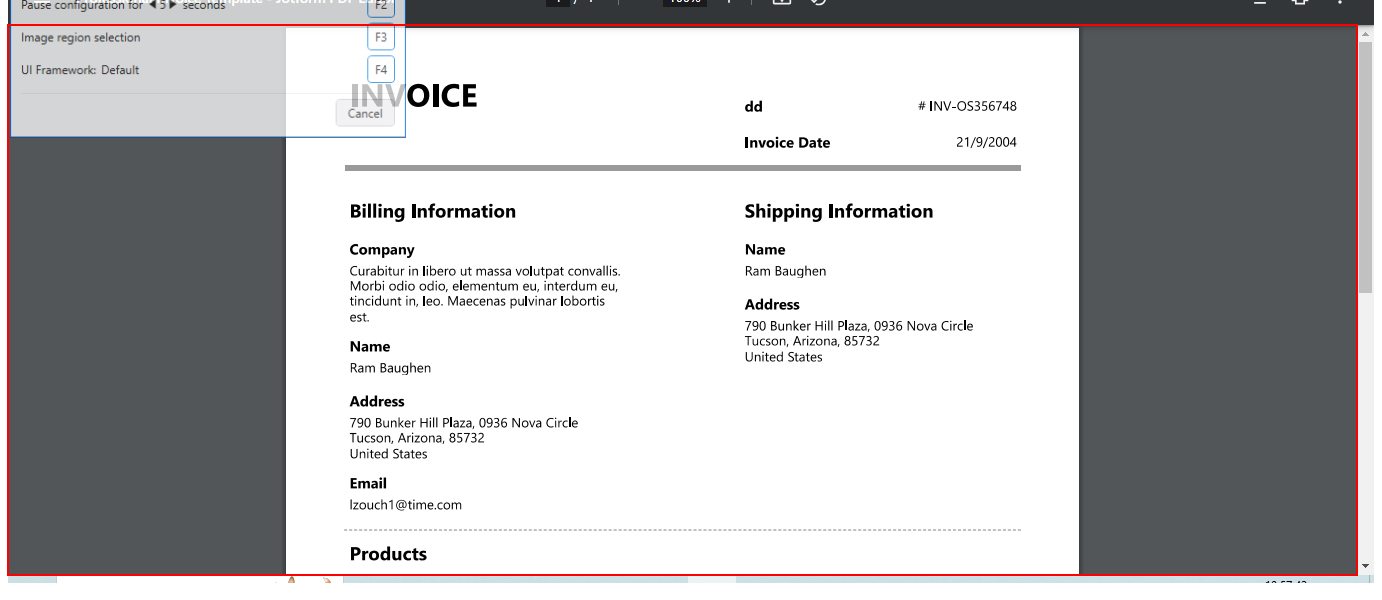 Pause configuration for ◀ 5 ▶ seconds
F2
Image region selection
F3
UI Framework: Default
F4
Cancel
INVOICE
dd
# INV-OS356748
Invoice Date
21/9/2004
Billing Information
Company
Curabitur in libero ut massa volutpat convallis.
Morbi odio odio, elementum eu, interdum eu,
tincidunt in, leo. Maecenas pulvinar lobortis
est.
Name
Ram Baughen
Address
790 Bunker Hill Plaza, 0936 Nova Circle
Tucson, Arizona, 85732
United States
Email
lzouch1@time.com
Shipping Information
Name
Ram Baughen
Address
790 Bunker Hill Plaza, 0936 Nova Circle
Tucson, Arizona, 85732
United States
Products